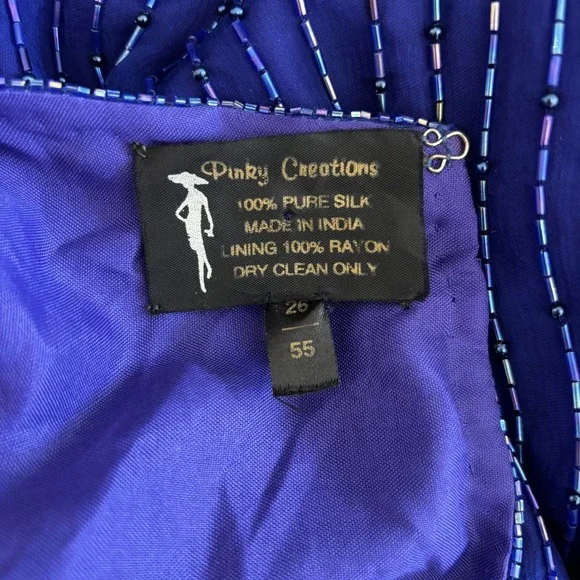 Pinky Creations
100% PURE SILK
MADE IN INDIA
LINING 100% RAYON
DRY CLEAN ONLY
26
55